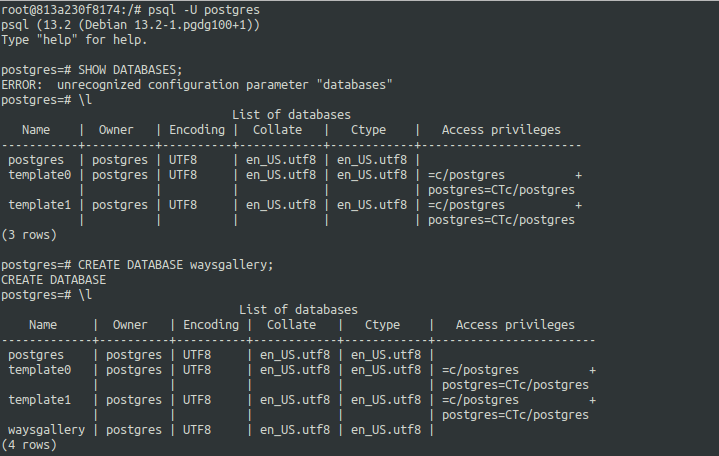 root@813a230f8174:/# psql -U postgres
psql (13.2 (Debian 13.2-1.pgdg100+1))
Type "help" for help.

postgres=# SHOW DATABASES;
ERROR:  unrecognized configuration parameter "databases"
postgres=# \l
                                 List of databases
   Name    |  Owner   | Encoding |  Collate   |   Ctype    |   Access privileges
-----------+----------+----------+------------+------------+-----------------------
 postgres  | postgres | UTF8     | en_US.utf8 | en_US.utf8 |
 template0 | postgres | UTF8     | en_US.utf8 | en_US.utf8 | =c/postgres          +
           |          |          |            |            | postgres=CTc/postgres
 template1 | postgres | UTF8     | en_US.utf8 | en_US.utf8 | =c/postgres          +
           |          |          |            |            | postgres=CTc/postgres
(3 rows)

postgres=# CREATE DATABASE waysgallery;
CREATE DATABASE
postgres=# \l
                                  List of databases
    Name     |  Owner   | Encoding |  Collate   |   Ctype    |   Access privileges
-------------+----------+----------+------------+------------+-----------------------
 postgres    | postgres | UTF8     | en_US.utf8 | en_US.utf8 |
 template0   | postgres | UTF8     | en_US.utf8 | en_US.utf8 | =c/postgres          +
             |          |          |            |            | postgres=CTc/postgres
 template1   | postgres | UTF8     | en_US.utf8 | en_US.utf8 | =c/postgres          +
             |          |          |            |            | postgres=CTc/postgres
 waysgallery | postgres | UTF8     | en_US.utf8 | en_US.utf8 |
(4 rows)